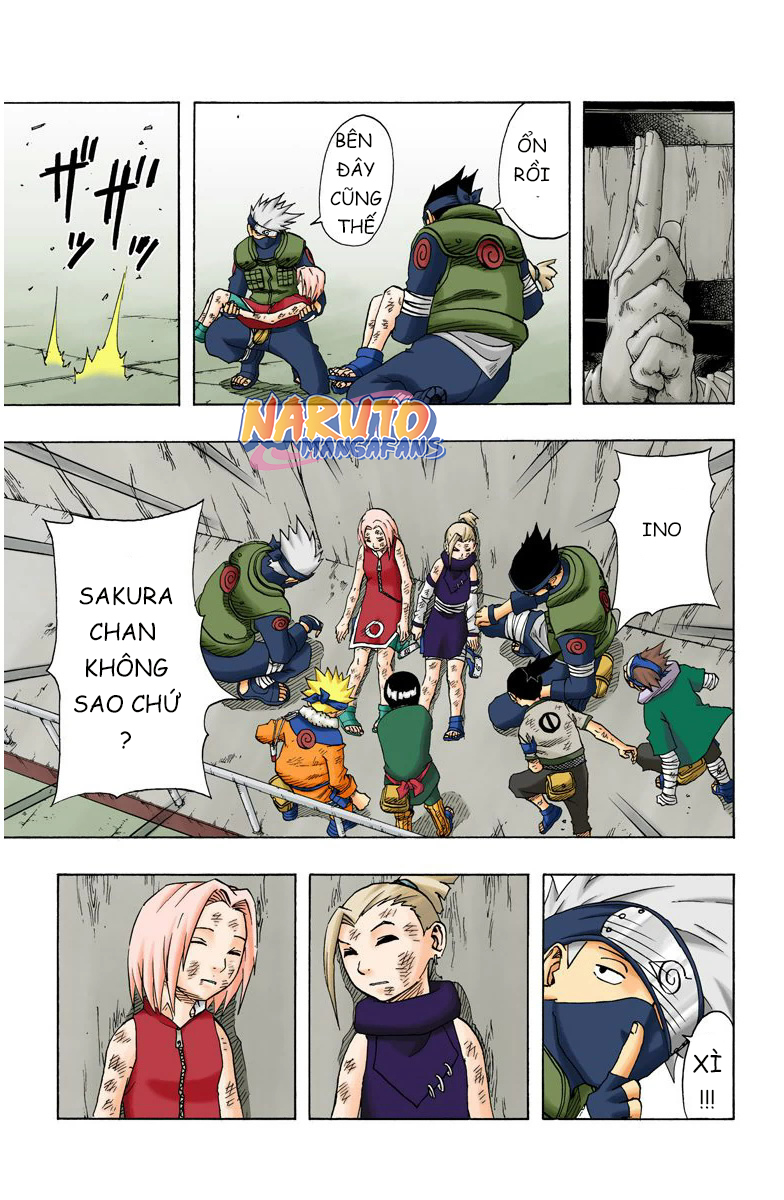 ỔN
RỒI
BÊN
ĐÂY
CŨNG
THẾ
ザザッ
ザッ
NARUTO
MANGAFANS
INO
SAKURA
CHAN
KHÔNG
SAO CHỨ
?
XÌ
!!!